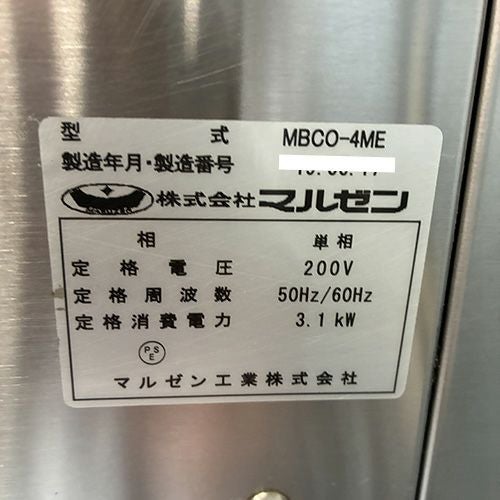 型式 MBCO-4ME
製造年月・製造番号
MARUZEN 株式会社マルゼン
相 単相
定格電圧 200V
定格周波数 50Hz/60Hz
定格消費電力 3.1kW
PSE
マルゼン工業株式会社